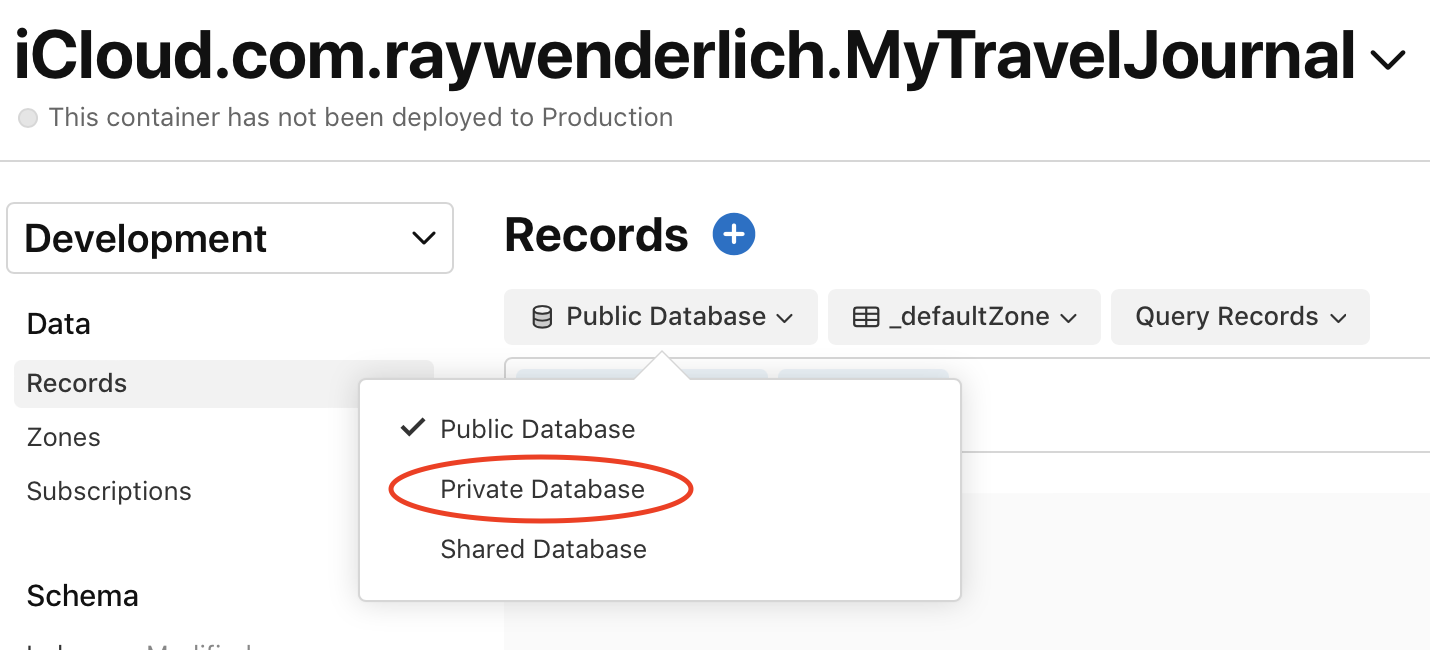 iCloud.com.raywenderlich.MyTravelJournal
This container has not been deployed to Production
Development
Records
Public Database
_defaultZone
Query Records
Data
Records
Zones
Subscriptions
Public Database
Private Database
Shared Database
Schema